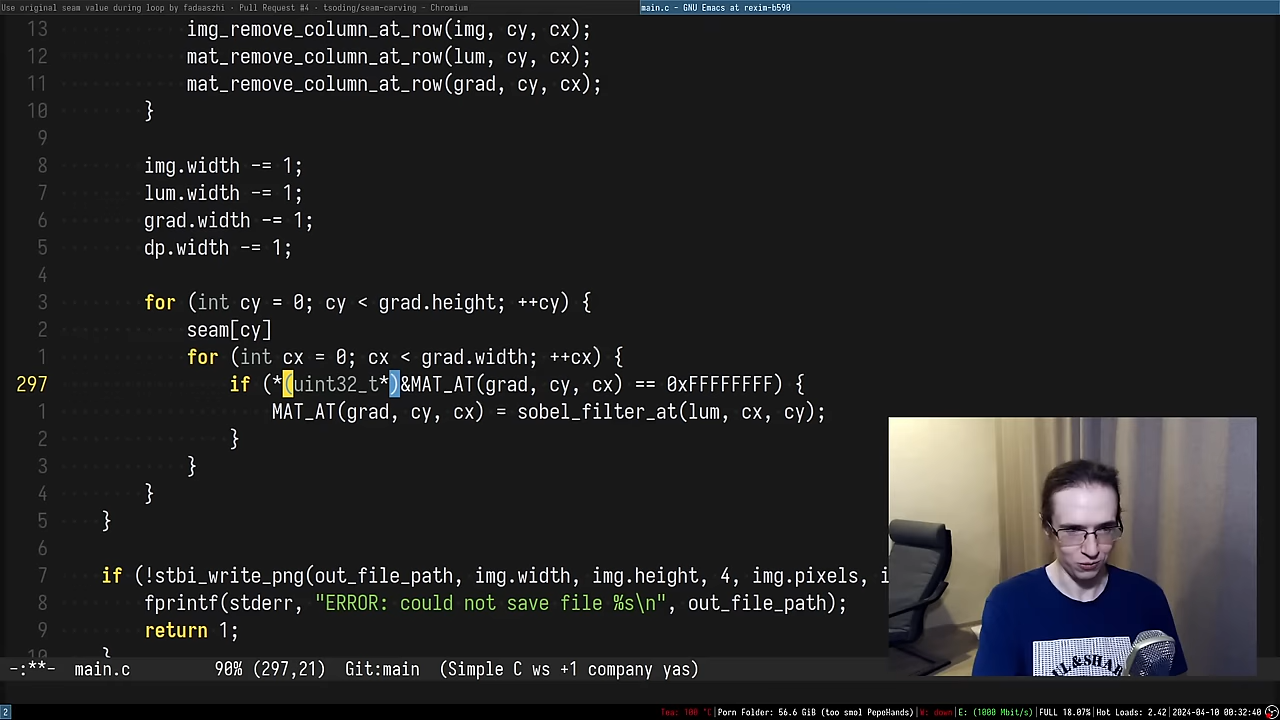 Use original seam value during loop by fadaaszhi · Pull Request #4 · tsoding/seam-carving - Chromium
main.c - GNU Emacs at rexim-b590
13 img_remove_column_at_row(img, cy, cx);
12 mat_remove_column_at_row(lum, cy, cx);
11 mat_remove_column_at_row(grad, cy, cx);
10 }
9
8 img.width -= 1;
7 lum.width -= 1;
6 grad.width -= 1;
5 dp.width -= 1;
4
3 for (int cy = 0; cy < grad.height; ++cy) {
2 seam[cy]
1 for (int cx = 0; cx < grad.width; ++cx) {
297 if (*(uint32_t*)&MAT_AT(grad, cy, cx) == 0xFFFFFFFF) {
1 MAT_AT(grad, cy, cx) = sobel_filter_at(lum, cx, cy);
2 }
3 }
4 }
5 }
6
7 if (!stbi_write_png(out_file_path, img.width, img.height, 4, img.pixels, i
8 fprintf(stderr, "ERROR: could not save file %s\n", out_file_path);
9 return 1;
10 }
-:**- main.c 90% (297,21) Git:main (Simple C ws +1 company yas)
2 Tea: 100 °C|Porn Folder: 56.6 GiB (too smol PepeHands)|W: down|E: (1000 Mbit/s)|FULL 18.07%|Hot Loads: 2.42|2024-04-10 00:32:40